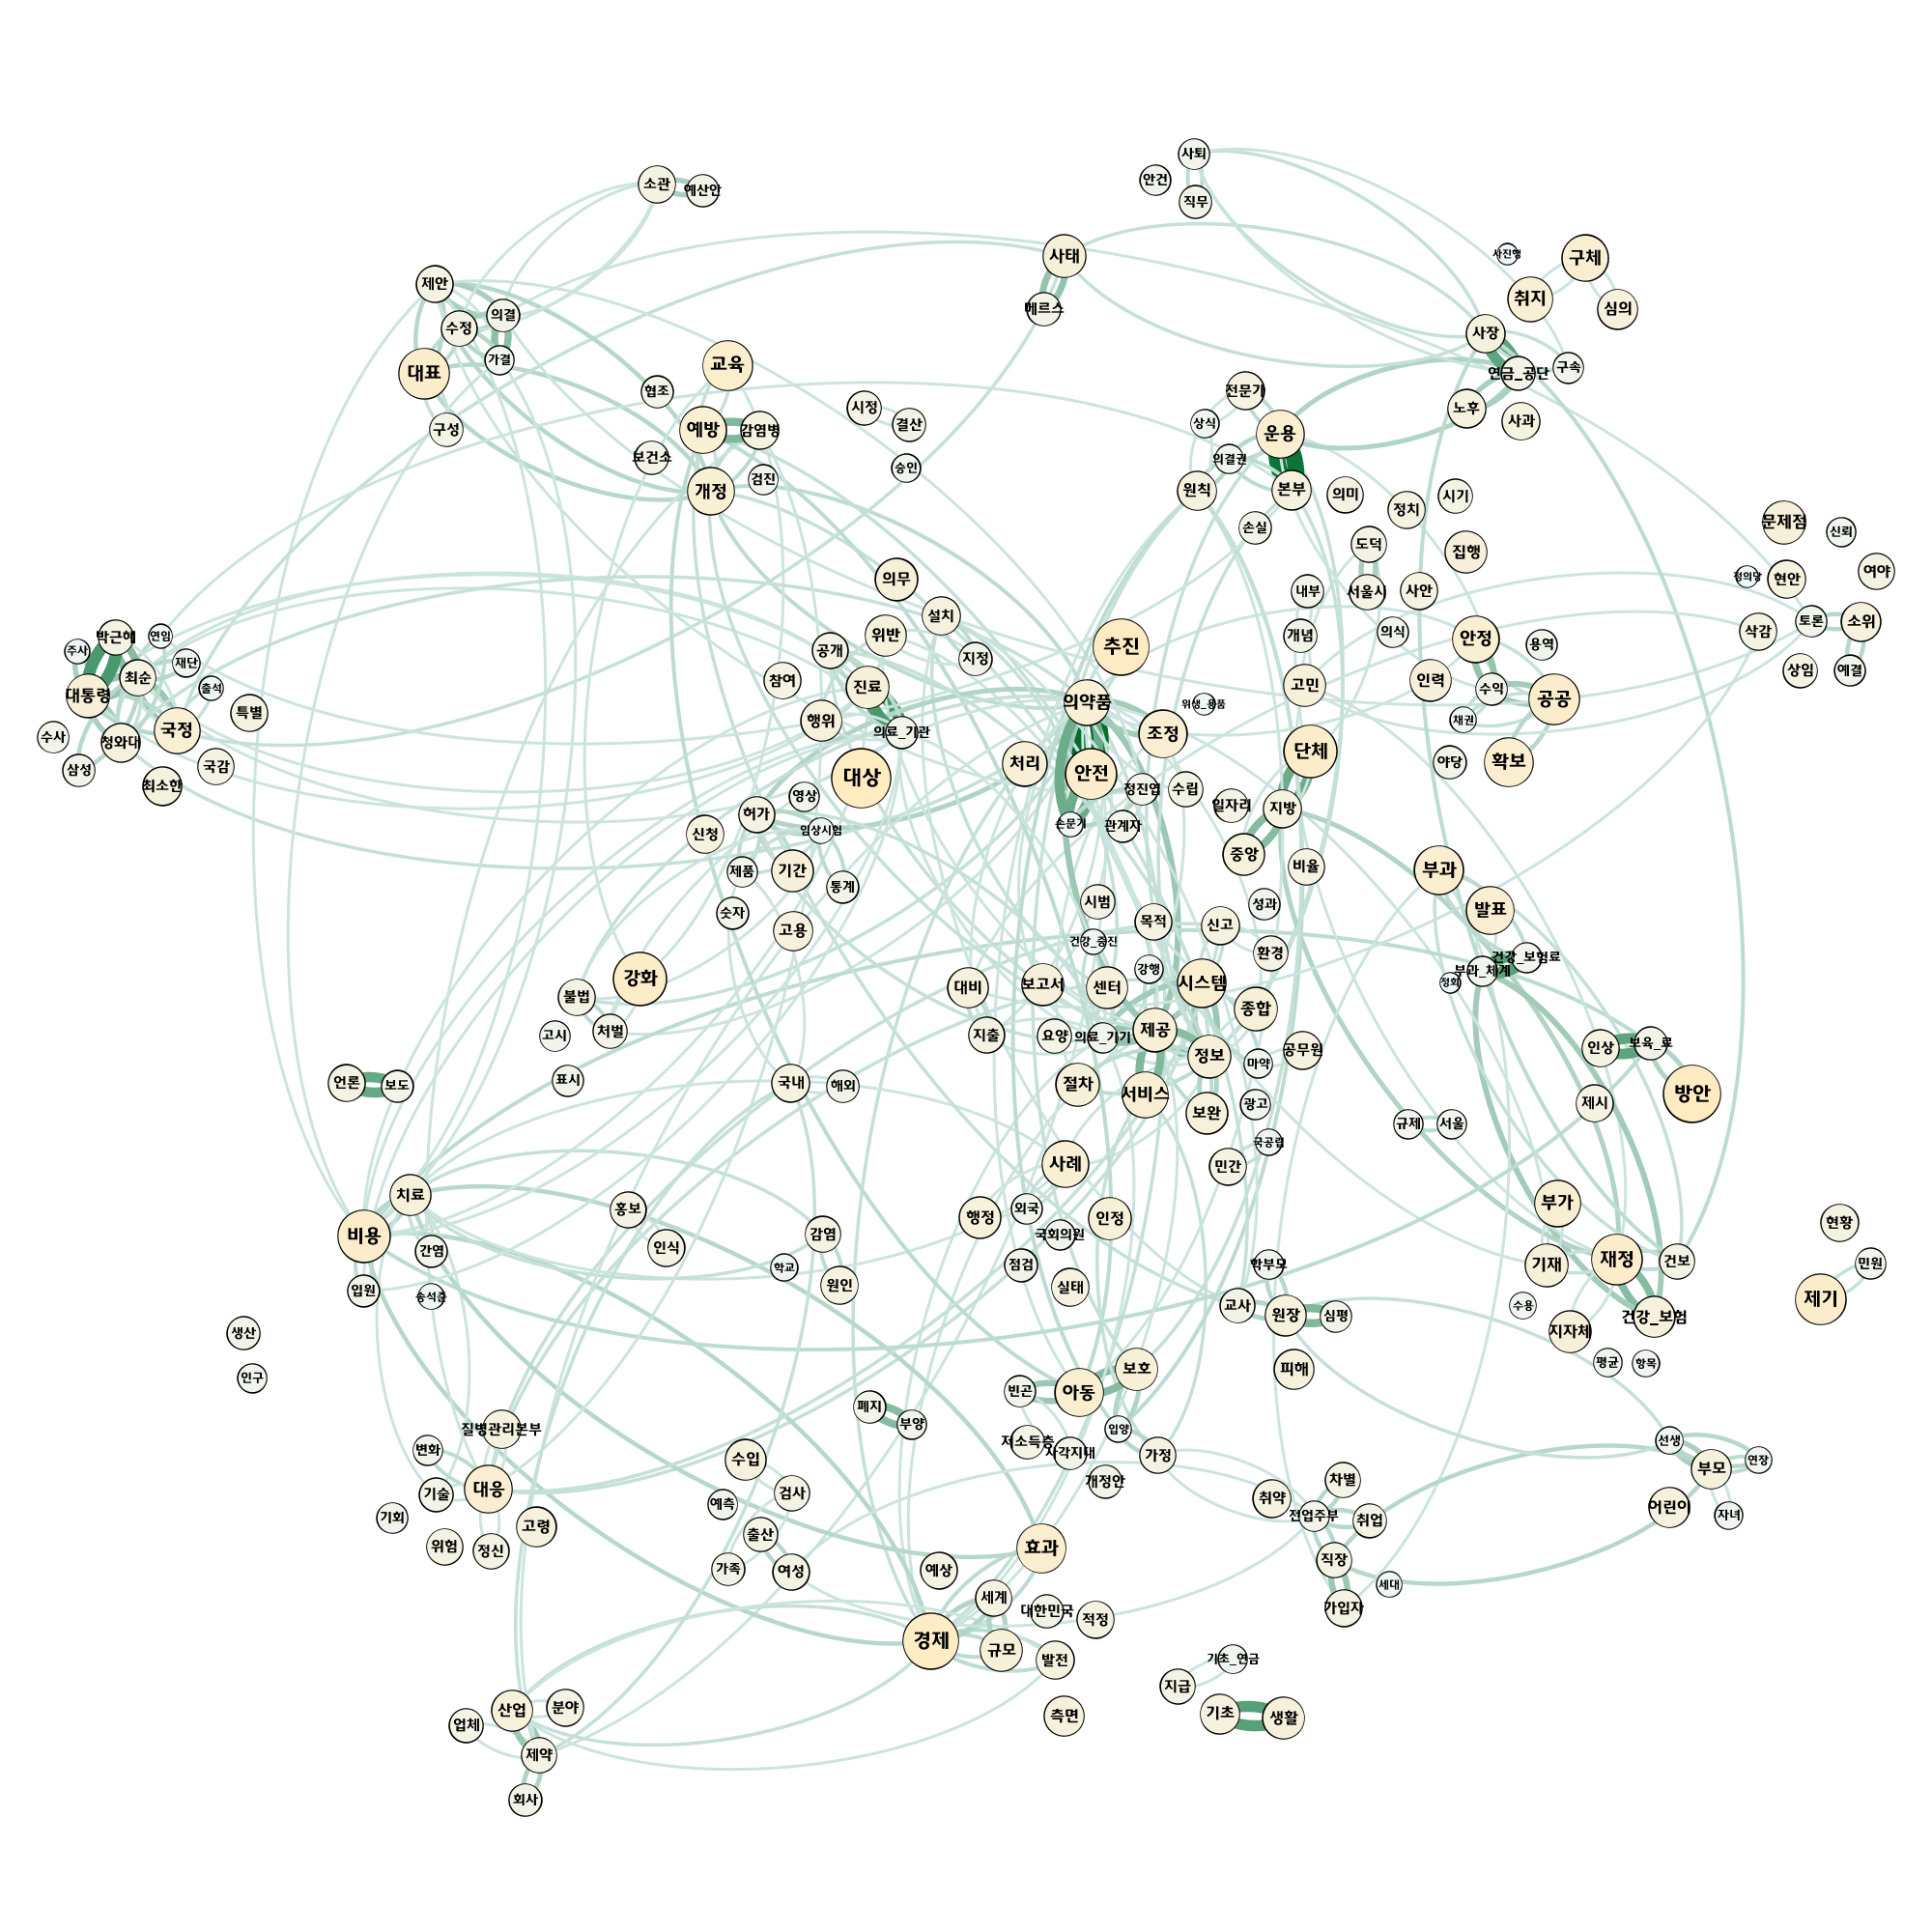 사퇴
안건
직무
소관
예산안
사태
메르스
사진행
구체
취지
심의
제안
의결
수정
가결
대표
구성
사장
연금_공단
구속
노후
사과
교육
협조
예방
감염병
보건소
검진
개정
시정
결산
승인
전문가
상식
운용
의결권
원칙
본부
손실
의미
정치
시기
도덕
집행
서울시
사안
내부
개념
의식
고민
문제점
신뢰
정의당
현안
여야
삭감
토론
소위
상임
예결
안정
용역
인력
수익
공공
채권
확보
야당
의무
설치
위반
공개
지정
참여
진료
행위
의료_기관
대상
추진
의약품
위생_용품
조정
처리
안전
정진엽
수립
손문기
관계자
단체
일자리
지방
중앙
비율
박근혜
연임
주사
재단
최순
대통령
출석
특별
국정
수사
청와대
삼성
국감
최소한
영상
허가
신청
임상시험
제품
기간
통계
숫자
고용
강화
불법
고시
처벌
표시
부과
발표
건강_보험료
부과_체계
정회
시범
목적
신고
성과
건강_증진
환경
강행
대비
보고서
센터
시스템
종합
지출
요양
의료_기기
제공
정보
마약
공무원
절차
서비스
보완
광고
국공립
민간
사례
인상
보육_료
방안
제시
규제
서울
언론
보도
국내
해외
치료
비용
간염
입원
송석준
홍보
인식
감염
학교
원인
행정
외국
인정
국회의원
점검
실태
학부모
교사
원장
심평
피해
부가
기재
재정
건보
수용
지자체
건강_보험
평균
항목
현황
민원
제기
생산
인구
질병관리본부
변화
기술
대응
기회
위험
정신
고령
폐지
부양
수입
검사
예측
출산
가족
여성
빈곤
아동
보호
입양
저소득층
사각지대
가정
개정안
선생
부모
연장
어린이
자녀
차별
취약
전업주부
취업
직장
세대
가입자
효과
예상
세계
대한민국
적정
경제
규모
발전
측면
기초_연금
지급
기초
생활
산업
분야
업체
제약
회사